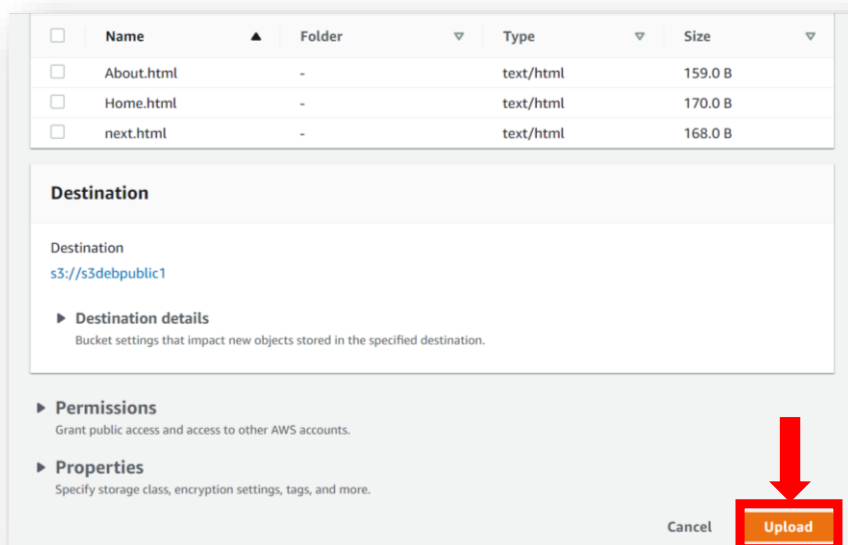 Name Folder Type Size
About.html - text/html 159.0 B
Home.html - text/html 170.0 B
next.html - text/html 168.0 B
Destination
Destination
s3://s3debpublic1
Destination details
Bucket settings that impact new objects stored in the specified destination.
Permissions
Grant public access and access to other AWS accounts.
Properties
Specify storage class, encryption settings, tags, and more.
Cancel Upload